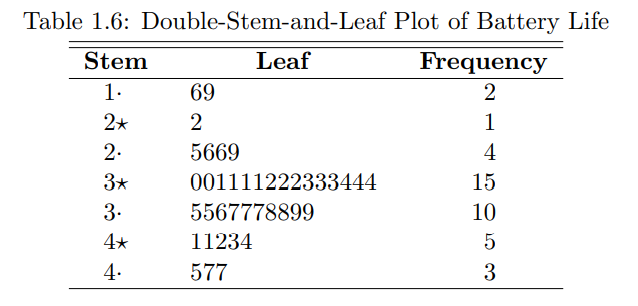 Table 1.6: Double-Stem-and-Leaf Plot of Battery Life
Stem Leaf Frequency
1· 69 2
2⋆ 2 1
2· 5669 4
3⋆ 001111222333444 15
3· 5567778899 10
4⋆ 11234 5
4· 577 3